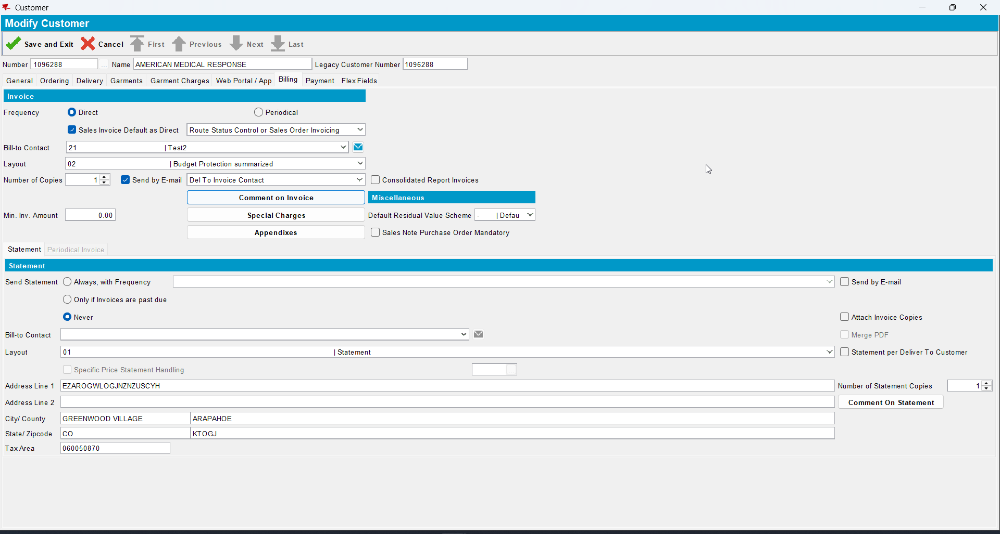 Customer
Modify Customer
Save and Exit Cancel First Previous Next Last
Number 1096288 ... Name AMERICAN MEDICAL RESPONSE Legacy Customer Number 1096288
General Ordering Delivery Garments Garment Charges Web Portal / App Billing Payment Flex Fields
Invoice
Frequency Direct Periodical
Sales Invoice Default as Direct Route Status Control or Sales Order Invoicing
Bill-to Contact 21 | Test2
Layout 02 | Budget Protection summarized
Number of Copies 1 Send by E-mail Del To Invoice Contact Consolidated Report Invoices
Comment on Invoice Miscellaneous
Min. Inv. Amount 0.00 Special Charges Default Residual Value Scheme - | Defau
Appendixes Sales Note Purchase Order Mandatory
Statement Periodical Invoice
Statement
Send Statement Always, with Frequency Send by E-mail
Only if Invoices are past due
Never Attach Invoice Copies
Bill-to Contact Merge PDF
Layout 01 | Statement Statement per Deliver To Customer
Specific Price Statement Handling ...
Address Line 1 EZAROGWLOGJNZNZUSCYH Number of Statement Copies 1
Address Line 2 Comment On Statement
City/ County GREENWOOD VILLAGE ARAPAHOE
State/ Zipcode CO KTOGJ
Tax Area 060050870